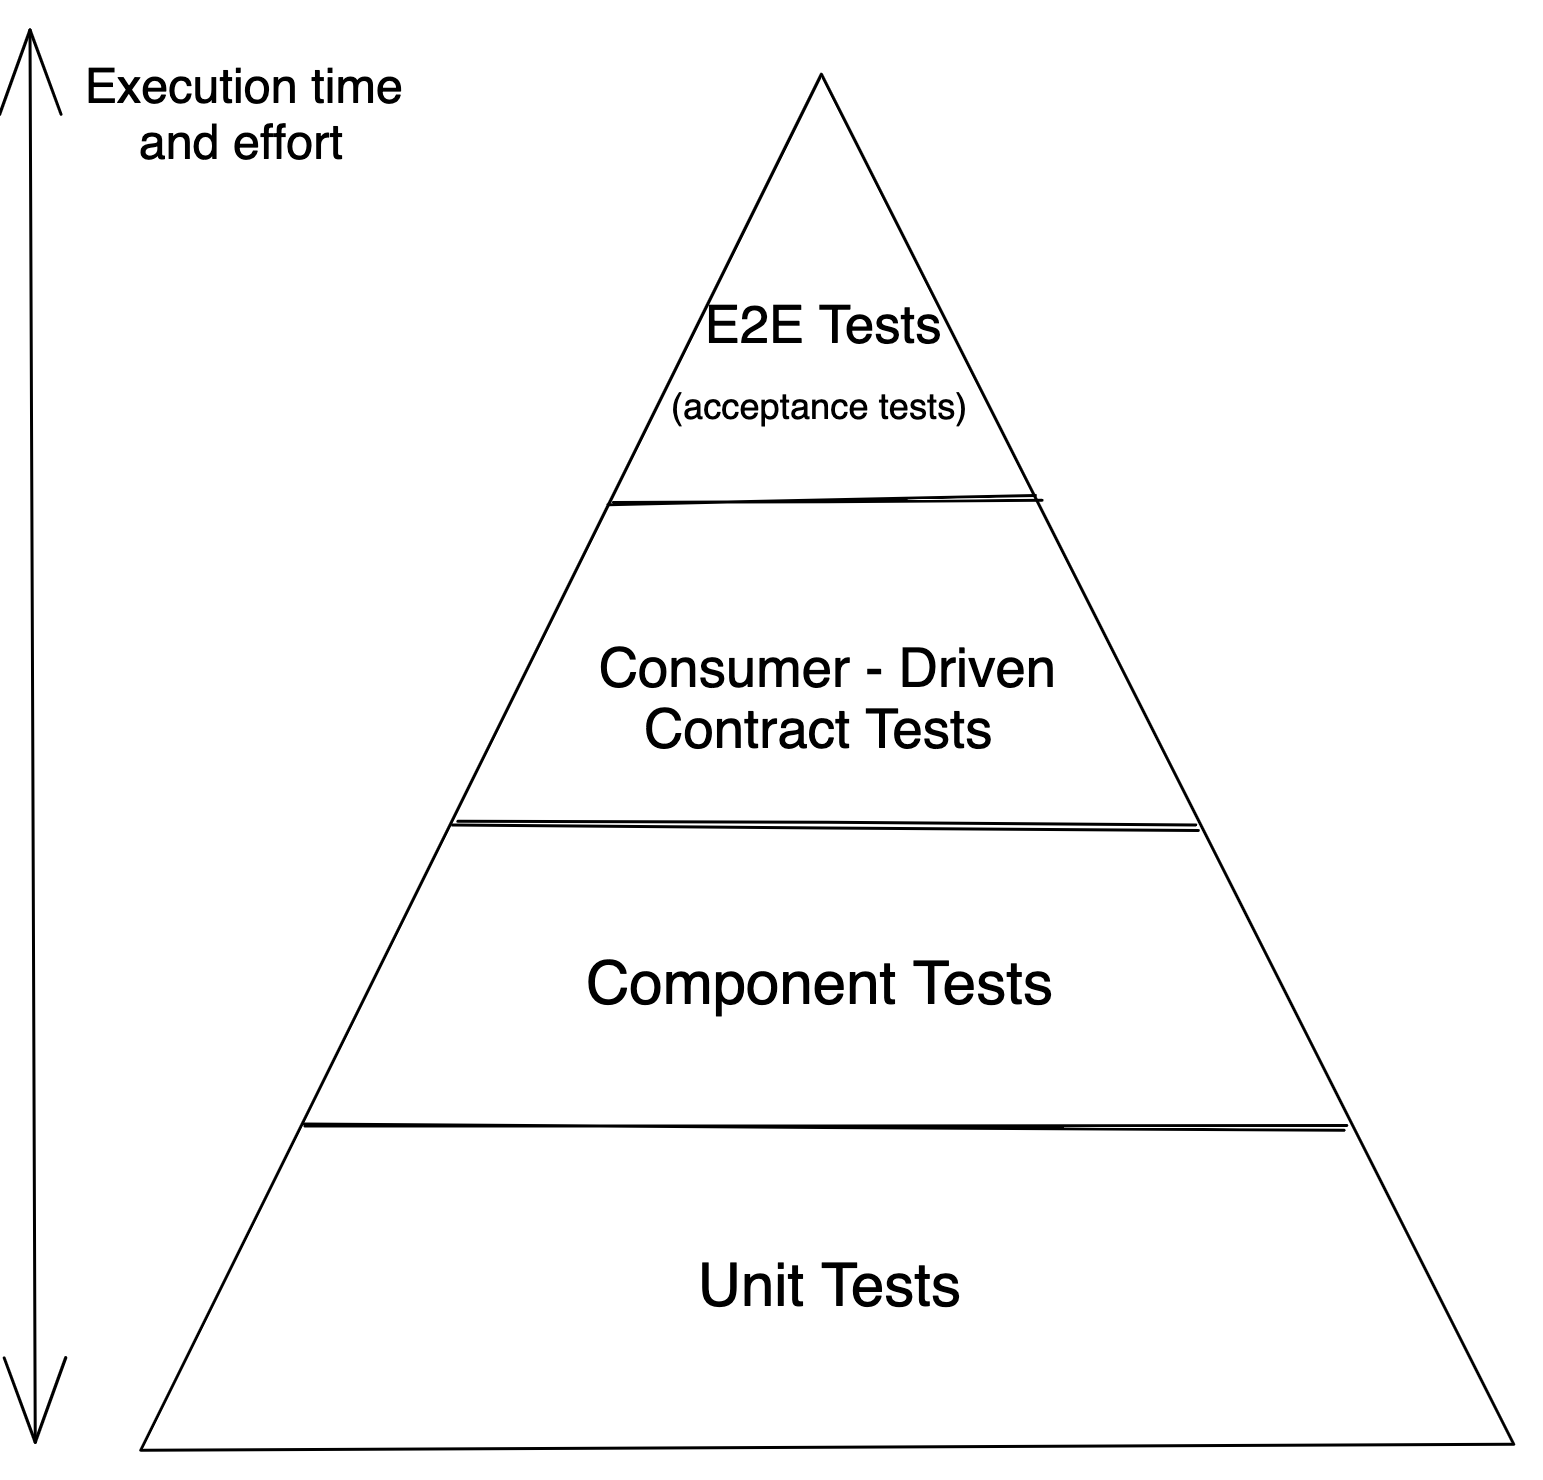 Execution time
and effort
E2E Tests
(acceptance tests)
Consumer - Driven
Contract Tests
Component Tests
Unit Tests